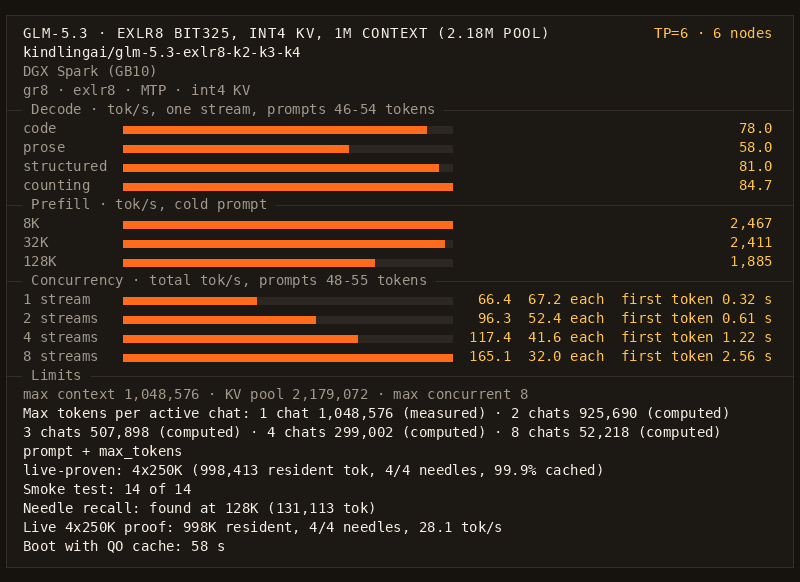 GLM-5.3 · EXLR8 BIT325, INT4 KV, 1M CONTEXT (2.18M POOL) TP=6 · 6 nodes
kindlingai/glm-5.3-exlr8-k2-k3-k4
DGX Spark (GB10)
gr8 · exlr8 · MTP · int4 KV
Decode · tok/s, one stream, prompts 46-54 tokens
code 78.0
prose 58.0
structured 81.0
counting 84.7
Prefill · tok/s, cold prompt
8K 2,467
32K 2,411
128K 1,885
Concurrency · total tok/s, prompts 48-55 tokens
1 stream 66.4 67.2 each first token 0.32 s
2 streams 96.3 52.4 each first token 0.61 s
4 streams 117.4 41.6 each first token 1.22 s
8 streams 165.1 32.0 each first token 2.56 s
Limits
max context 1,048,576 · KV pool 2,179,072 · max concurrent 8
Max tokens per active chat: 1 chat 1,048,576 (measured) · 2 chats 925,690 (computed)
3 chats 507,898 (computed) · 4 chats 299,002 (computed) · 8 chats 52,218 (computed)
prompt + max_tokens
live-proven: 4x250K (998,413 resident tok, 4/4 needles, 99.9% cached)
Smoke test: 14 of 14
Needle recall: found at 128K (131,113 tok)
Live 4x250K proof: 998K resident, 4/4 needles, 28.1 tok/s
Boot with QO cache: 58 s